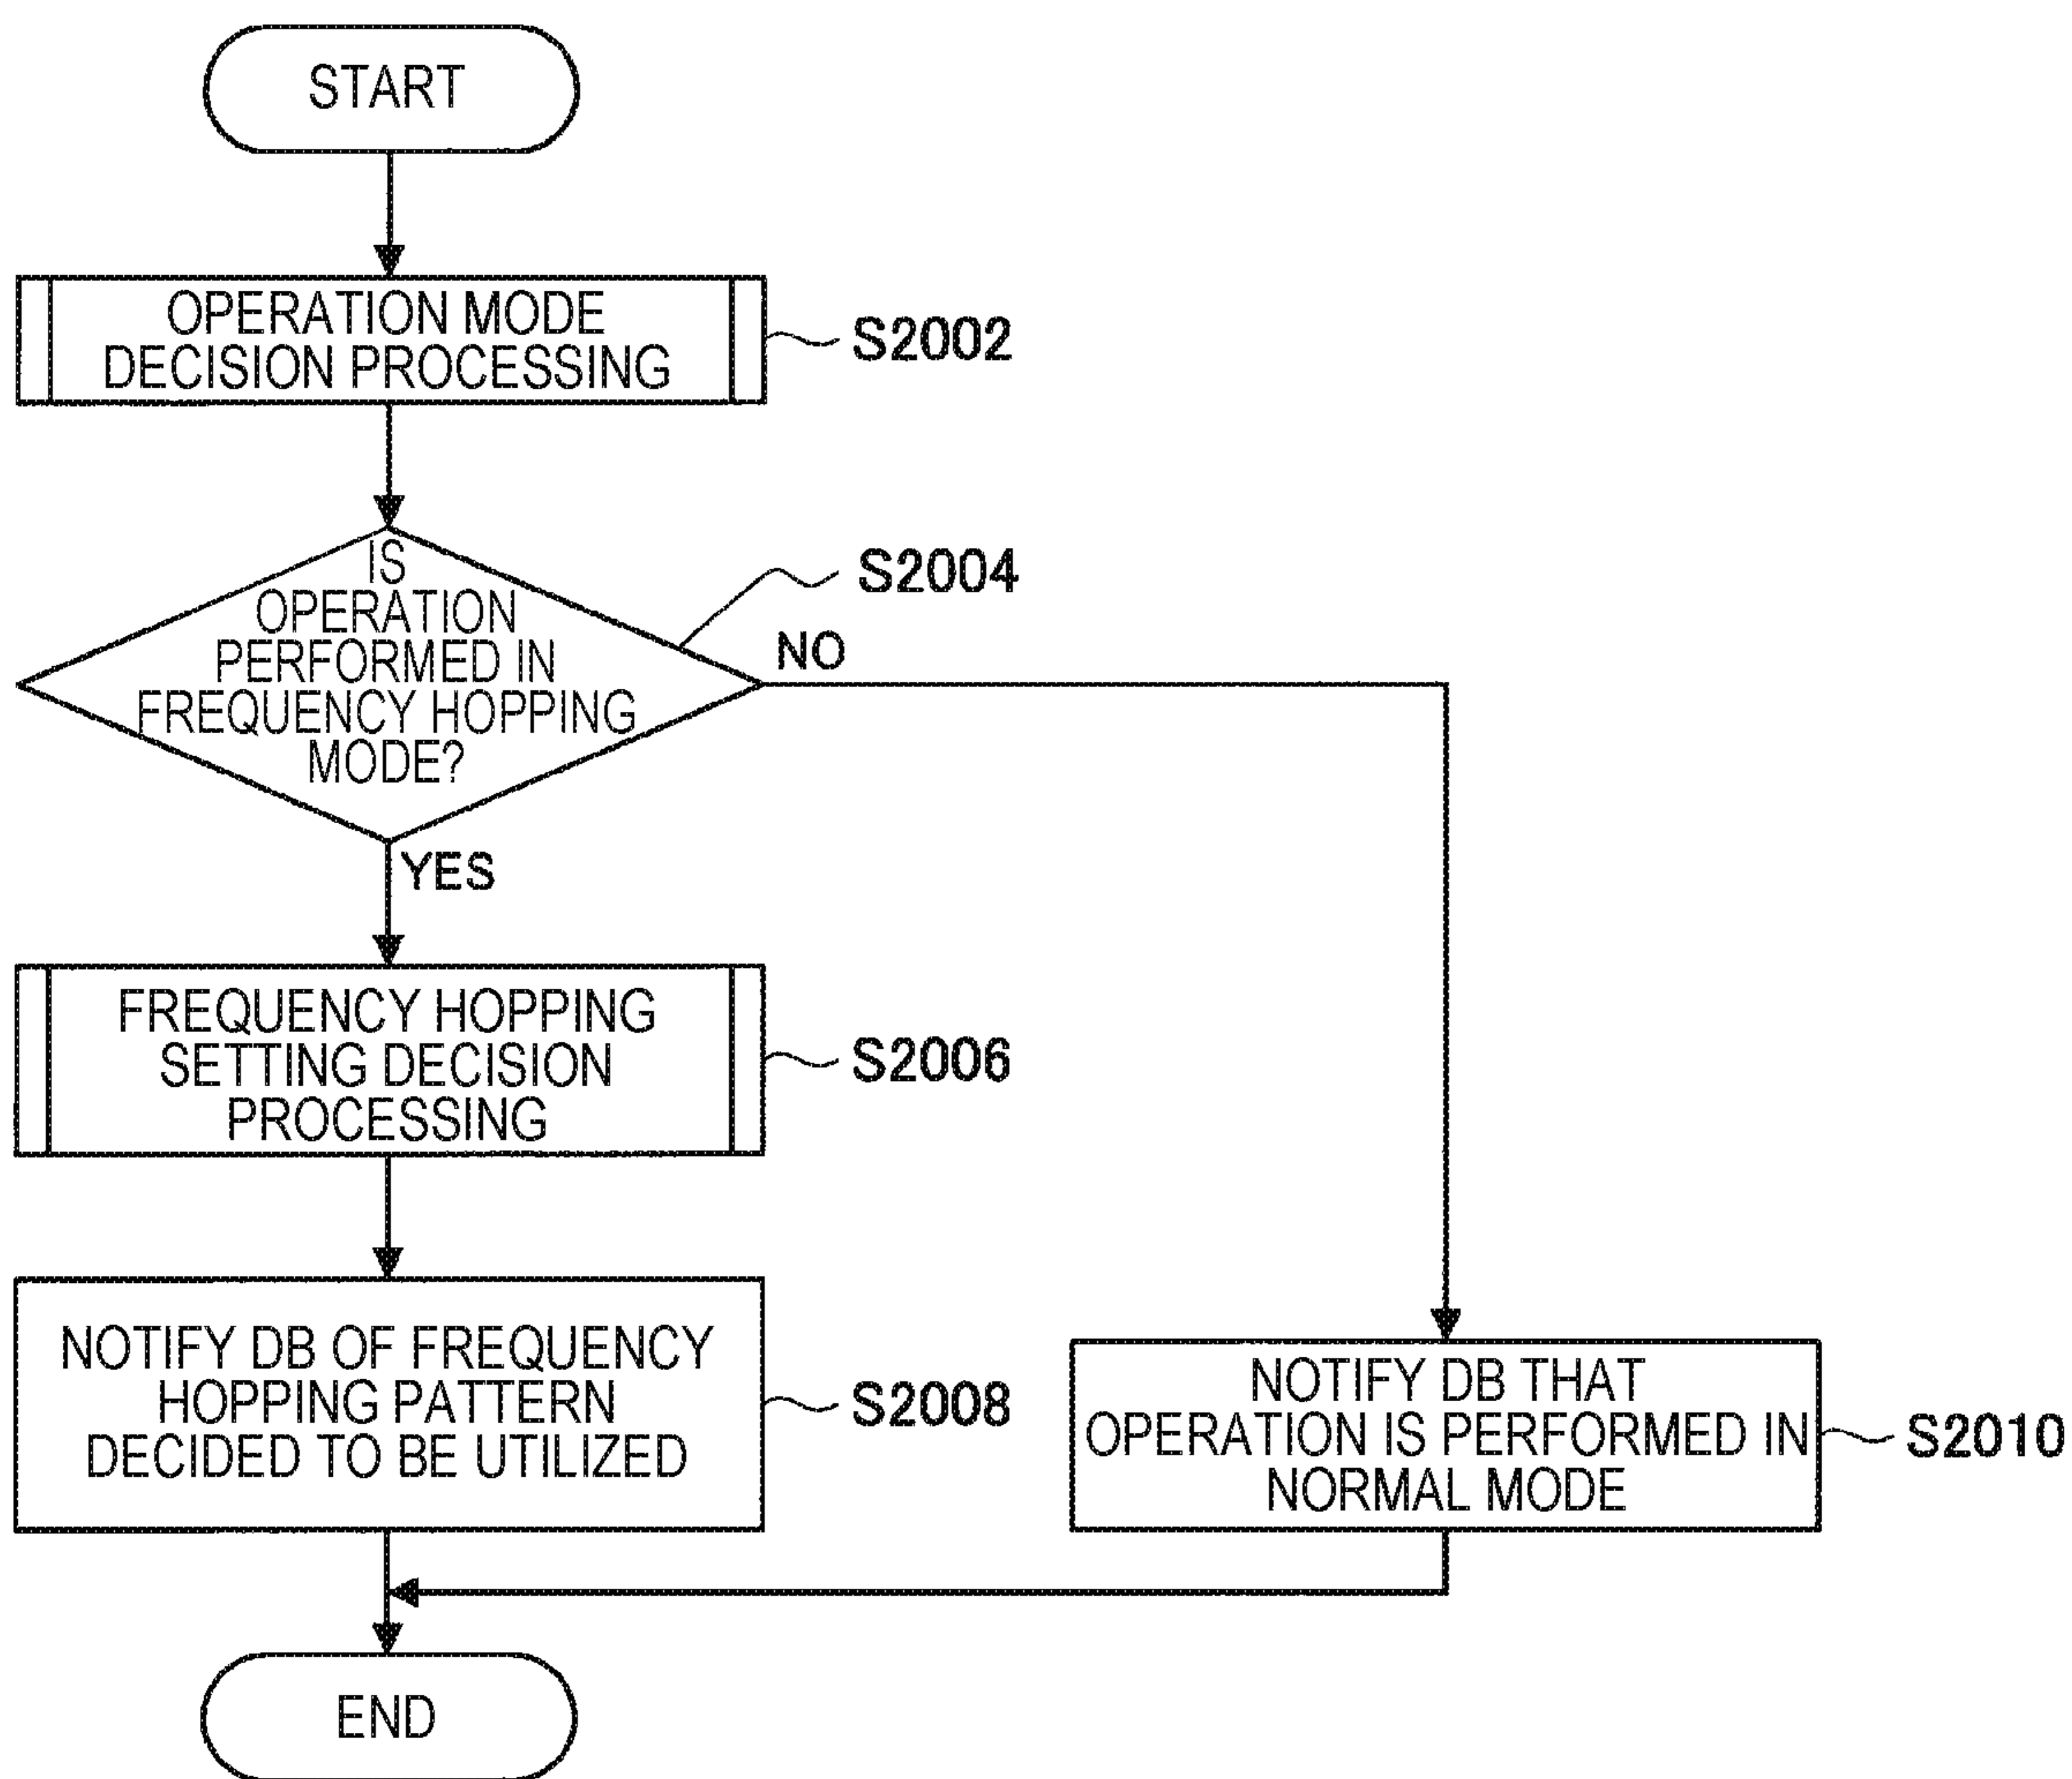 START
OPERATION MODE
DECISION PROCESSING
S2002
IS
OPERATION
PERFORMED IN
FREQUENCY HOPPING
MODE?
S2004
NO
YES
FREQUENCY HOPPING
SETTING DECISION
PROCESSING
S2006
NOTIFY DB OF FREQUENCY
HOPPING PATTERN
DECIDED TO BE UTILIZED
S2008
NOTIFY DB THAT
OPERATION IS PERFORMED IN
NORMAL MODE
S2010
END